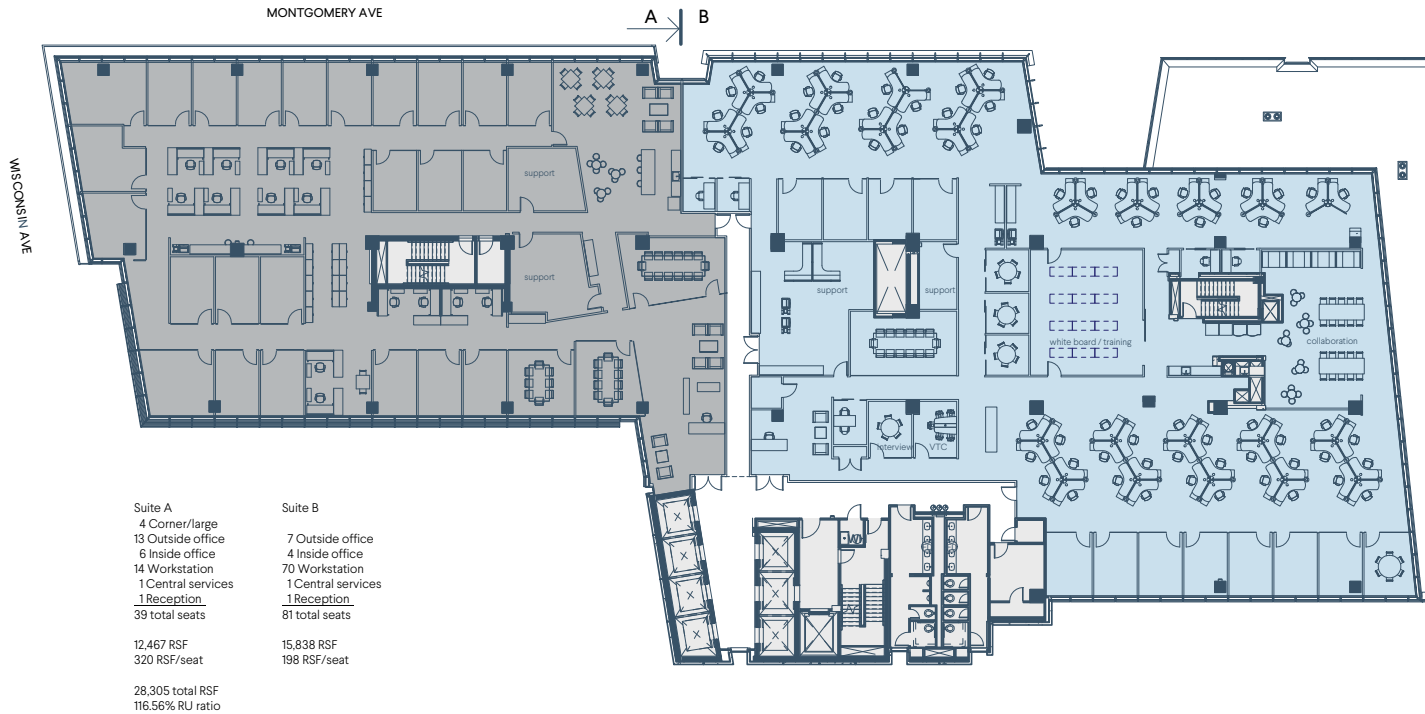 MONTGOMERY AVE
A B
WISCONSIN AVE
support
support
support
support
white board / training
collaboration
interview
VTC
Suite A
4 Corner/large
13 Outside office
6 Inside office
14 Workstation
1 Central services
1 Reception
39 total seats
12,467 RSF
320 RSF/seat
28,305 total RSF
116.56% RU ratio
Suite B
7 Outside office
4 Inside office
70 Workstation
1 Central services
1 Reception
81 total seats
15,838 RSF
198 RSF/seat